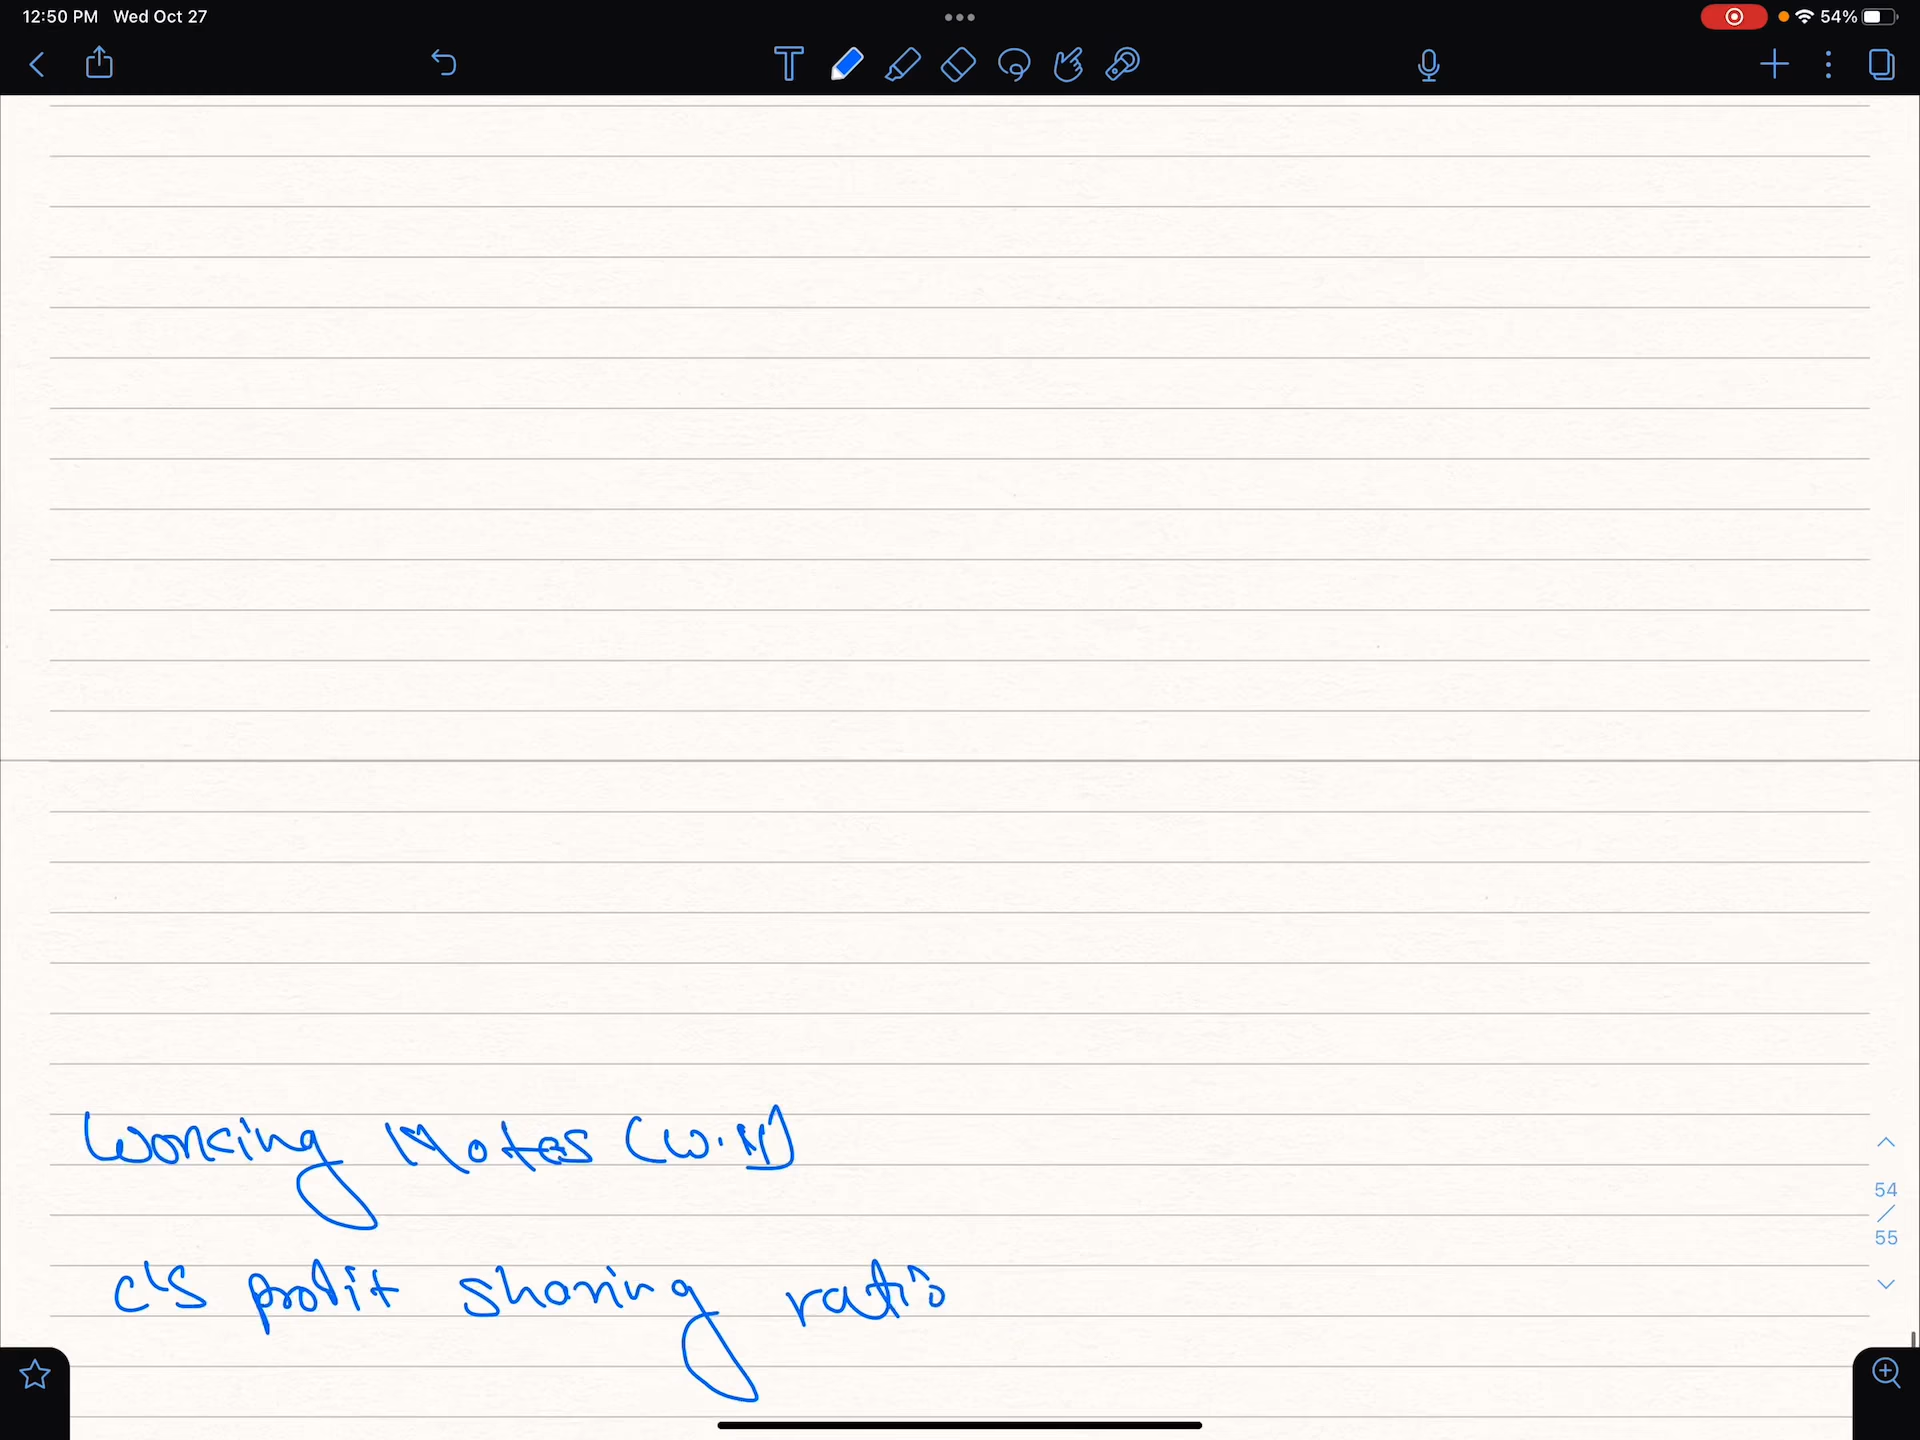 12:50 PM Wed Oct 27
54%
Working Notes (W.N)
54
/
55
C's profit sharing ratio